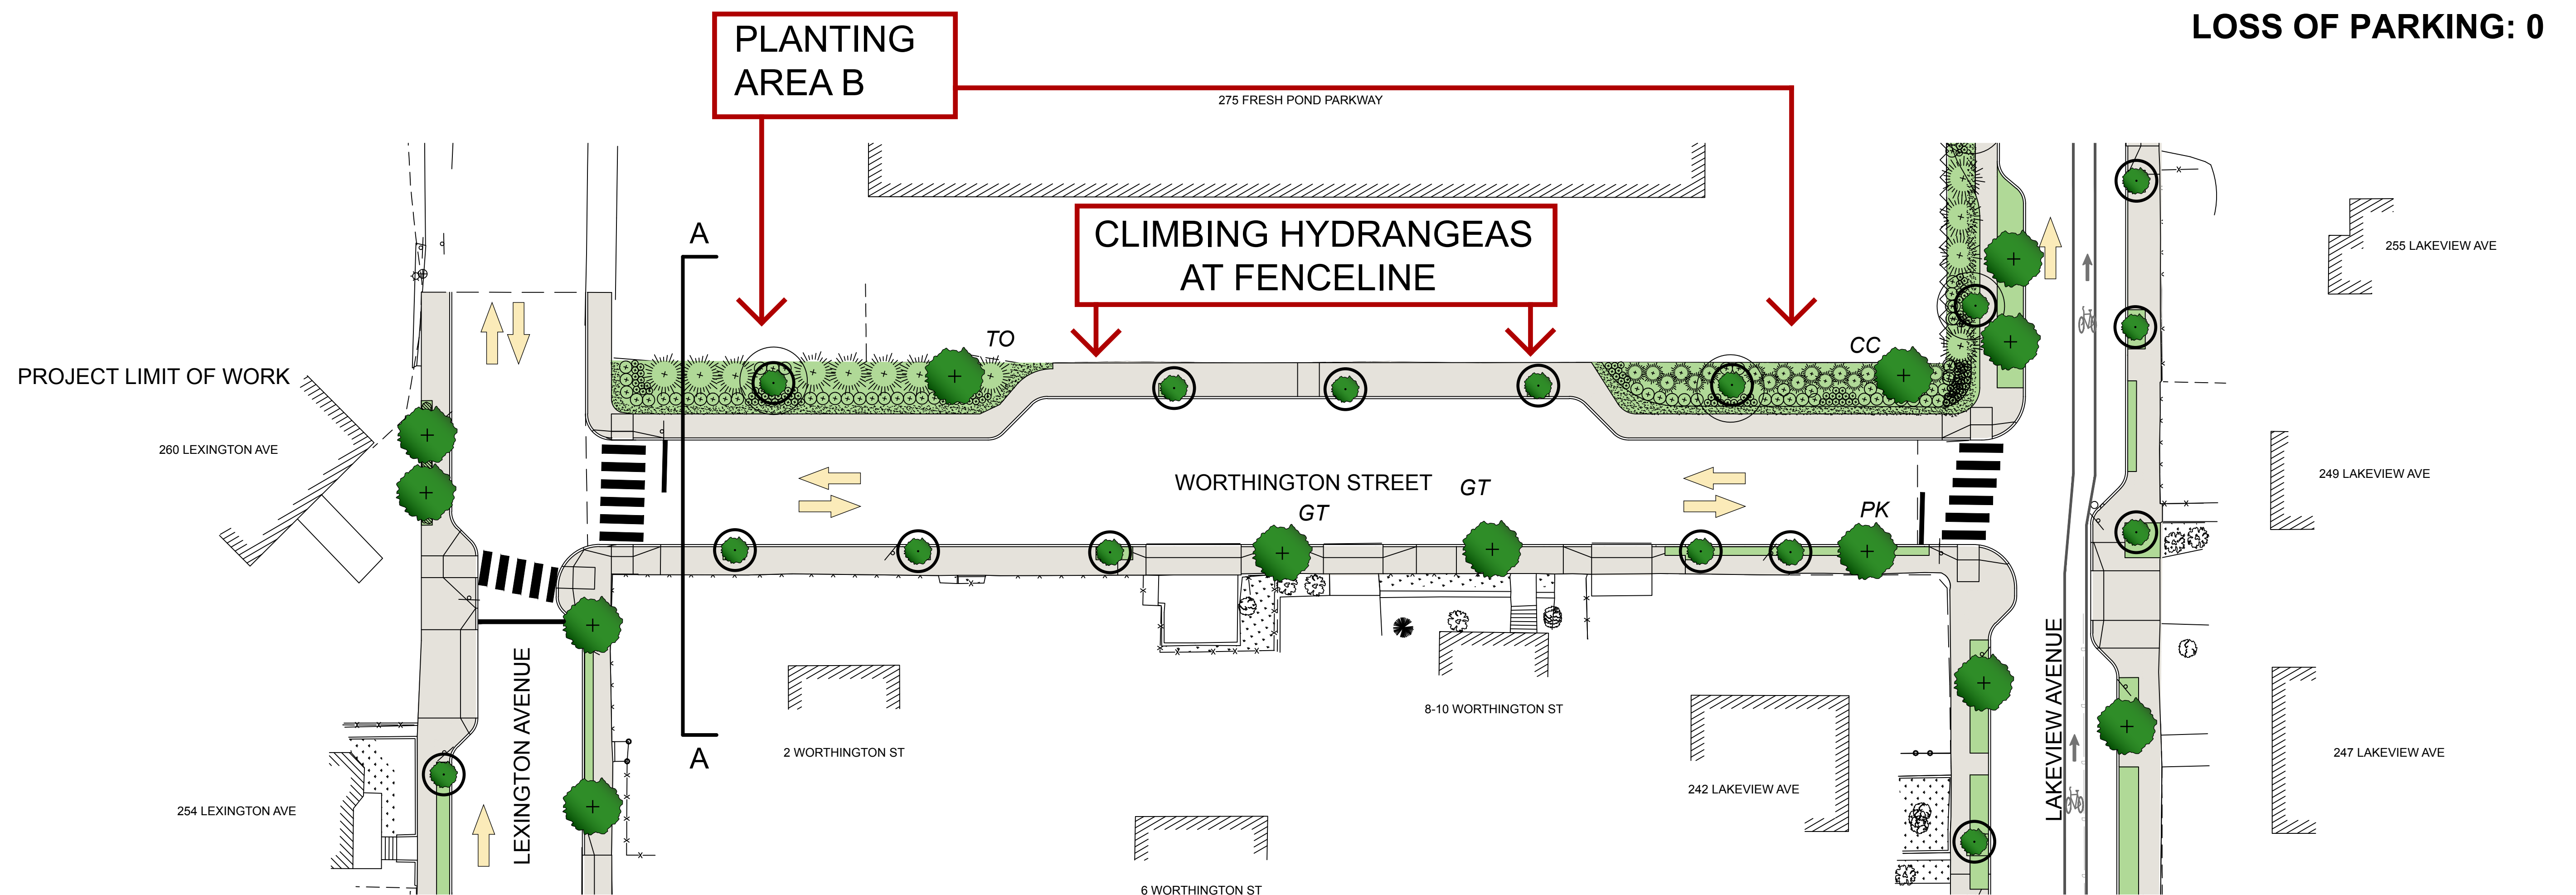 LOSS OF PARKING: 0
PLANTING
AREA B
275 FRESH POND PARKWAY
A
CLIMBING HYDRANGEAS
AT FENCELINE
255 LAKEVIEW AVE
TO
CC
PROJECT LIMIT OF WORK
260 LEXINGTON AVE
WORTHINGTON STREET
GT
GT
PK
249 LAKEVIEW AVE
LEXINGTON AVENUE
LAKEVIEW AVENUE
8-10 WORTHINGTON ST
2 WORTHINGTON ST
A
247 LAKEVIEW AVE
242 LAKEVIEW AVE
254 LEXINGTON AVE
6 WORTHINGTON ST